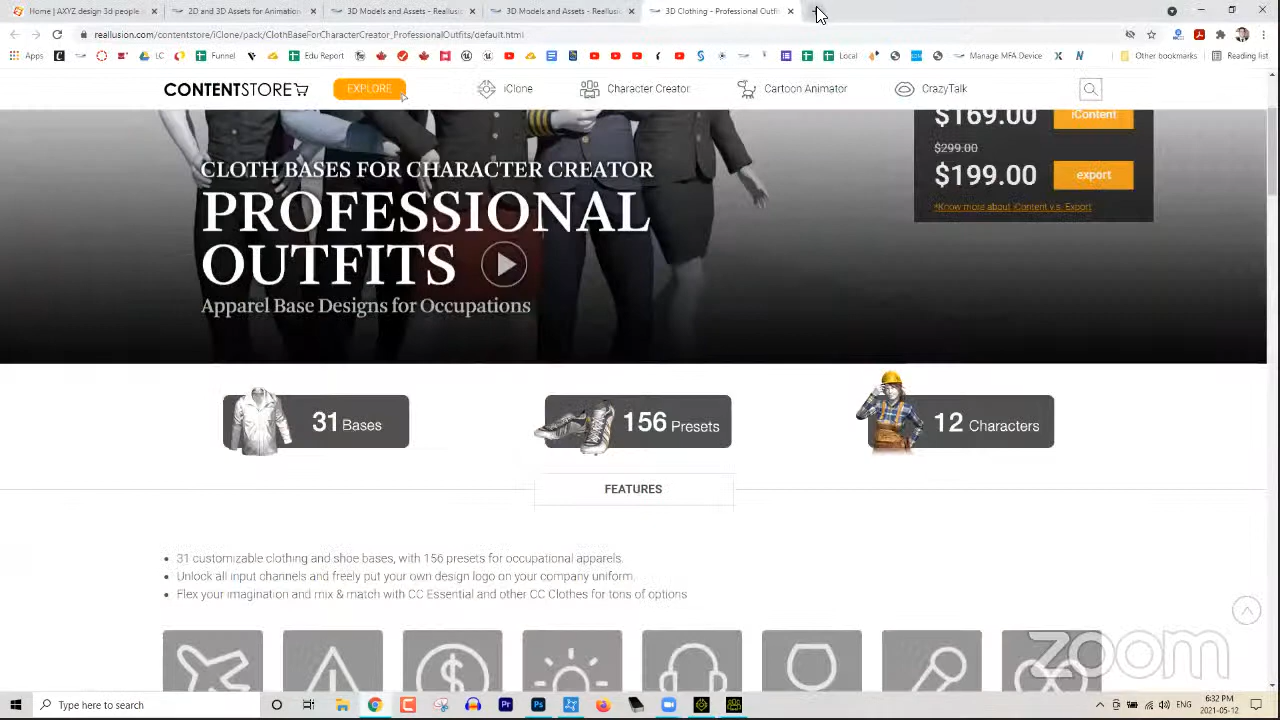 Home | AXYZ design 3d people
2D and 3D Assets for Animation
3D Models and Assets - Reallusi
3D Models and Assets - Reallusi
3D Clothing - Professional Outfi
reallusion.com/contentstore/iClone/pack/ClothBaseForCharacterCreator_ProfessionalOutfits/default.html
Apps
LC
Funnel
Edu Report
Local
Manage MFA Device
Other bookmarks
Reading list
CONTENTSTORE
EXPLORE
iClone
Character Creator
Cartoon Animator
CrazyTalk
$169.00 iContent
$299.00
$199.00 export
*Know more about iContent v.s. Export
CLOTH BASES FOR CHARACTER CREATOR
PROFESSIONAL
OUTFITS
Apparel Base Designs for Occupations
31 Bases
156 Presets
12 Characters
FEATURES
• 31 customizable clothing and shoe bases, with 156 presets for occupational apparels.
• Unlock all input channels and freely put your own design logo on your company uniform.
• Flex your imagination and mix & match with CC Essential and other CC Clothes for tons of options
zoom
Type here to search
6:32 PM
2021-05-12